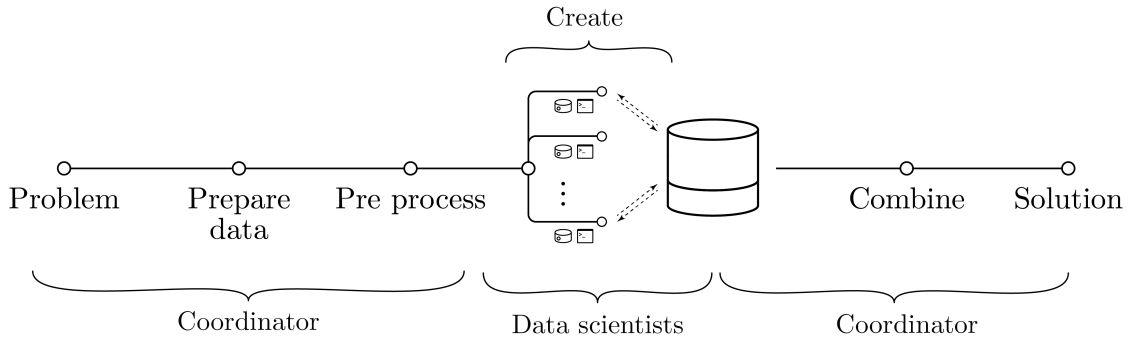 Create
Problem
Prepare
data
Pre process
Combine
Solution
Coordinator
Data scientists
Coordinator